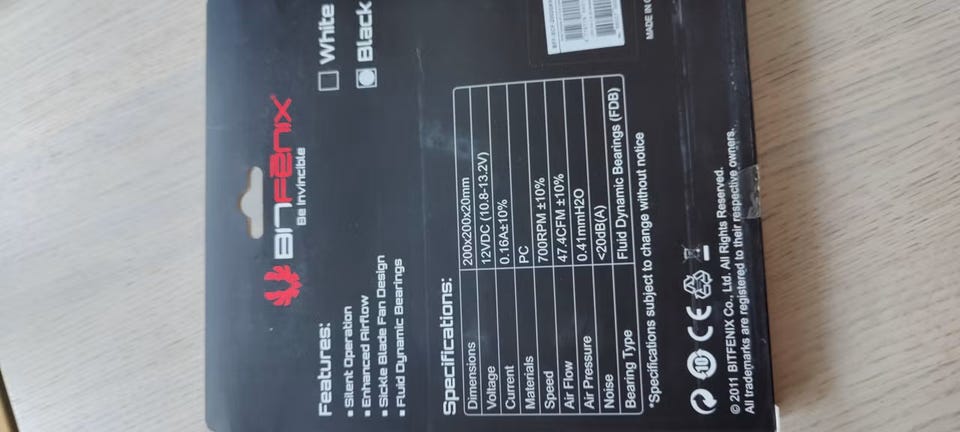 BITFENIX
Be Invincible
White
Black
Features:
▪ Silent Operation
▪ Enhanced Airflow
▪ Sickle Blade Fan Design
▪ Fluid Dynamic Bearings
Specifications:
Dimensions 200x200x20mm
Voltage 12VDC (10.8-13.2V)
Current 0.16A±10%
Materials PC
Speed 700RPM ±10%
Air Flow 47.4CFM ±10%
Air Pressure 0.41mmH2O
Noise <20dB(A)
Bearing Type Fluid Dynamic Bearings (FDB)
*Specifications subject to change without notice
MADE IN
10
CE
© 2011 BITFENIX Co., Ltd. All Rights Reserved.
All trademarks are registered to their respective owners.